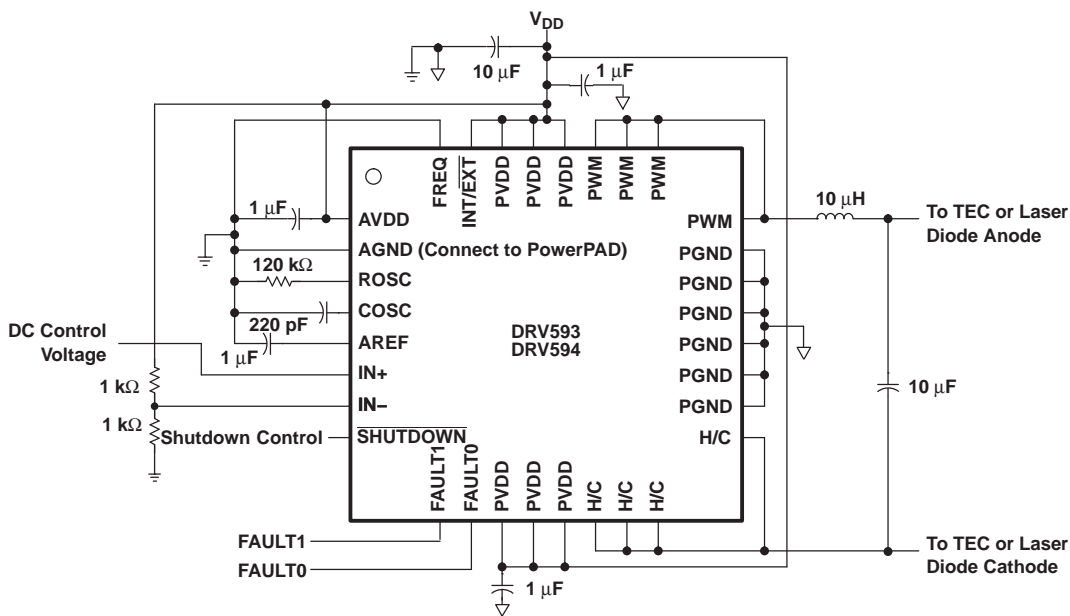 VDD
10 μF
1 μF
FREQ
INT/EXT
PVDD
PVDD
PVDD
PWM
PWM
PWM
1 μF
AVDD
AGND (Connect to PowerPAD)
120 kΩ
ROSC
COSC
220 pF
AREF
1 μF
DC Control
Voltage
IN+
1 kΩ
IN–
1 kΩ
Shutdown Control
SHUTDOWN
DRV593
DRV594
PWM
PGND
PGND
PGND
PGND
PGND
PGND
H/C
10 μH
To TEC or Laser
Diode Anode
10 μF
FAULT1
FAULT0
PVDD
PVDD
PVDD
H/C
H/C
H/C
FAULT1
FAULT0
1 μF
To TEC or Laser
Diode Cathode